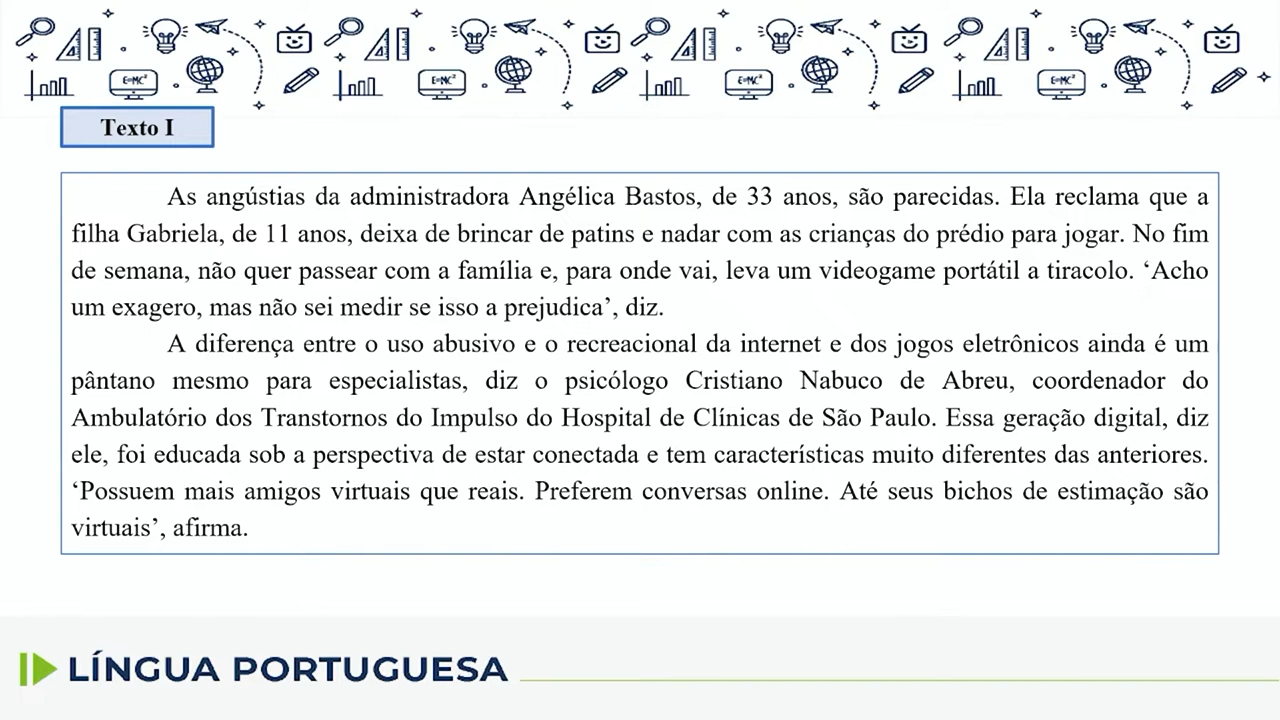 E=MC² E=MC² E=MC² E=MC²
Texto I
As angústias da administradora Angélica Bastos, de 33 anos, são parecidas. Ela reclama que a
filha Gabriela, de 11 anos, deixa de brincar de patins e nadar com as crianças do prédio para jogar. No fim
de semana, não quer passear com a família e, para onde vai, leva um videogame portátil a tiracolo. ‘Acho
um exagero, mas não sei medir se isso a prejudica’, diz.
A diferença entre o uso abusivo e o recreacional da internet e dos jogos eletrônicos ainda é um
pântano mesmo para especialistas, diz o psicólogo Cristiano Nabuco de Abreu, coordenador do
Ambulatório dos Transtornos do Impulso do Hospital de Clínicas de São Paulo. Essa geração digital, diz
ele, foi educada sob a perspectiva de estar conectada e tem características muito diferentes das anteriores.
‘Possuem mais amigos virtuais que reais. Preferem conversas online. Até seus bichos de estimação são
virtuais’, afirma.
LÍNGUA PORTUGUESA